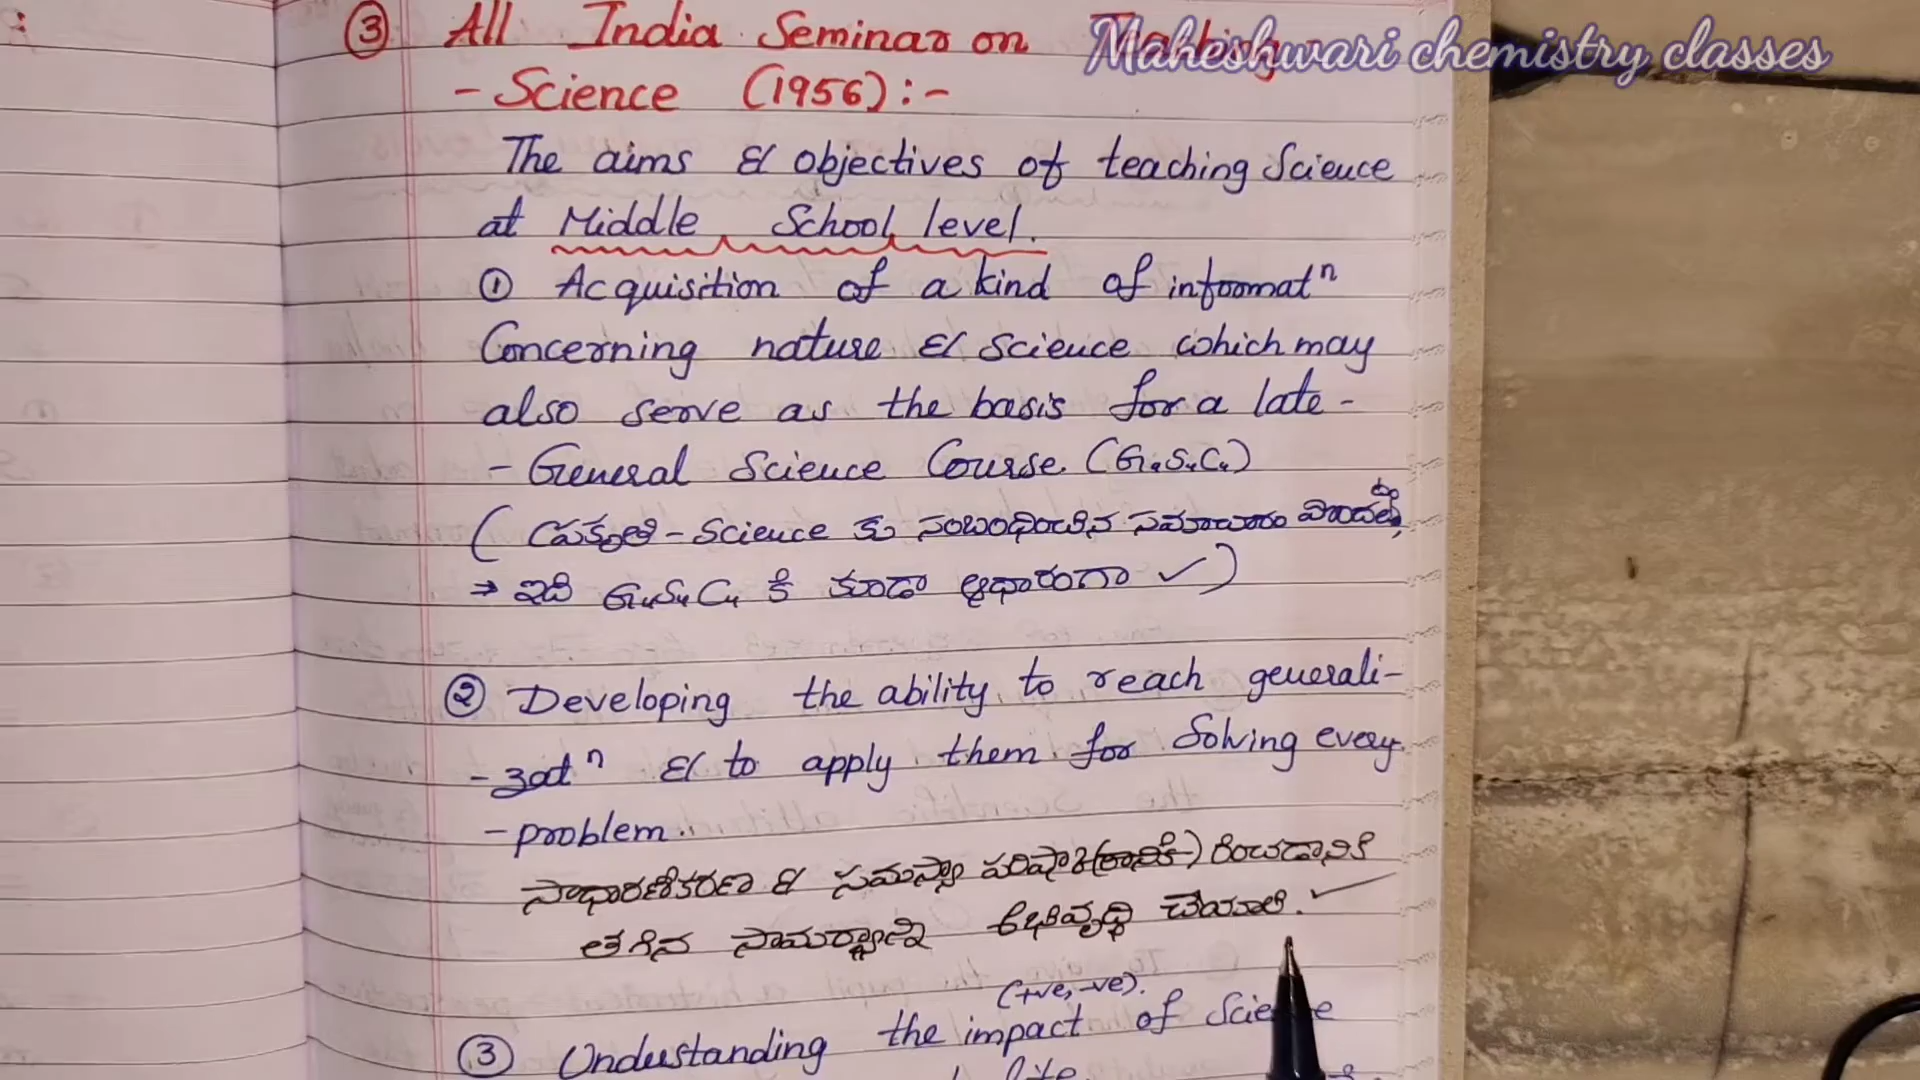 ③ All India Seminar on
Maheshwari chemistry classes
- Science (1956):-
The aims & objectives of teaching Science
at Middle School level.
① Acquisition of a kind of informatⁿ
Concerning nature & Science which may
also serve as the basis for a late-
- General Science Course. (G.S.C.)
(ప్రకృతి - Science కు సంబంధించిన సమాచారం
→ ఇది G.S.C. కి కూడా ఆధారంగా ✓)
② Developing the ability to reach generali-
-zatⁿ & to apply them for Solving every
-problem.
సాధారణీకరణ & సమస్యా
తగిన సామర్థ్యాన్ని అభివృద్ధి చేయాలి. ✓
(+ve, -ve).
③ Understanding the impact of Science
life.